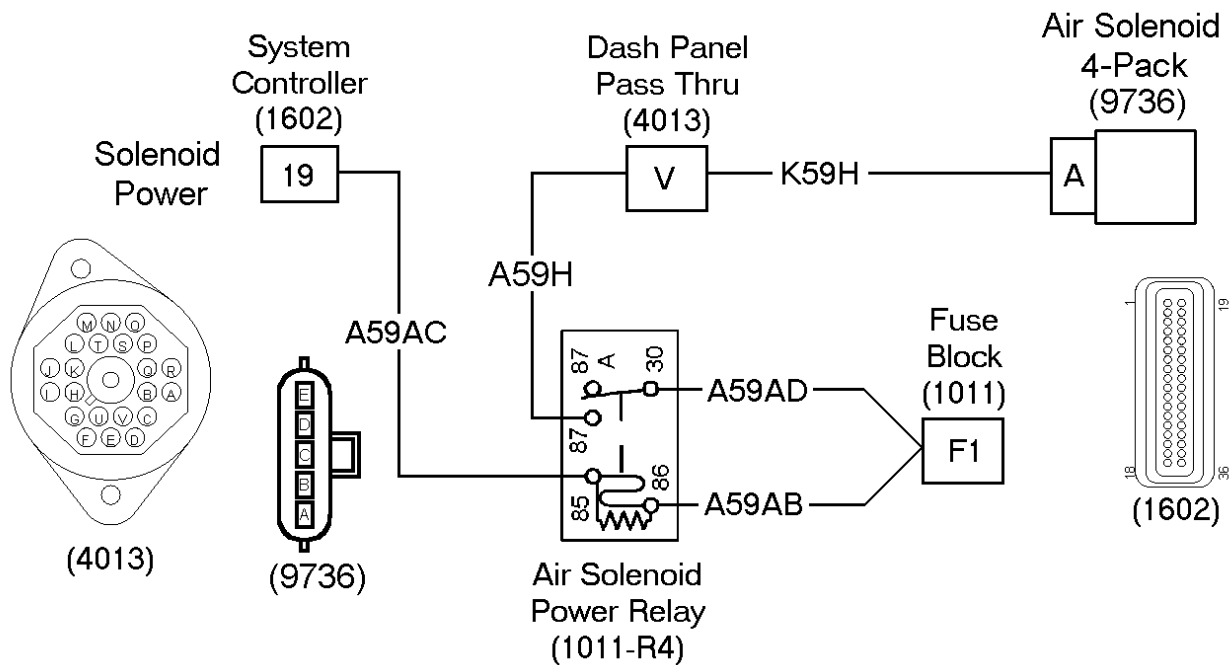 System
Controller
(1602)
Dash Panel
Pass Thru
(4013)
Air Solenoid
4-Pack
(9736)
Solenoid
Power
19
V
K59H
A
A59H
A59AC
Fuse
Block
(1011)
87
A
30
A59AD
87
F1
85
86
A59AB
M N O
L T S P
J K Q R
I H B A
G U V C
F E D
(4013)
E
D
C
B
A
(9736)
1
19
18
36
(1602)
Air Solenoid
Power Relay
(1011-R4)